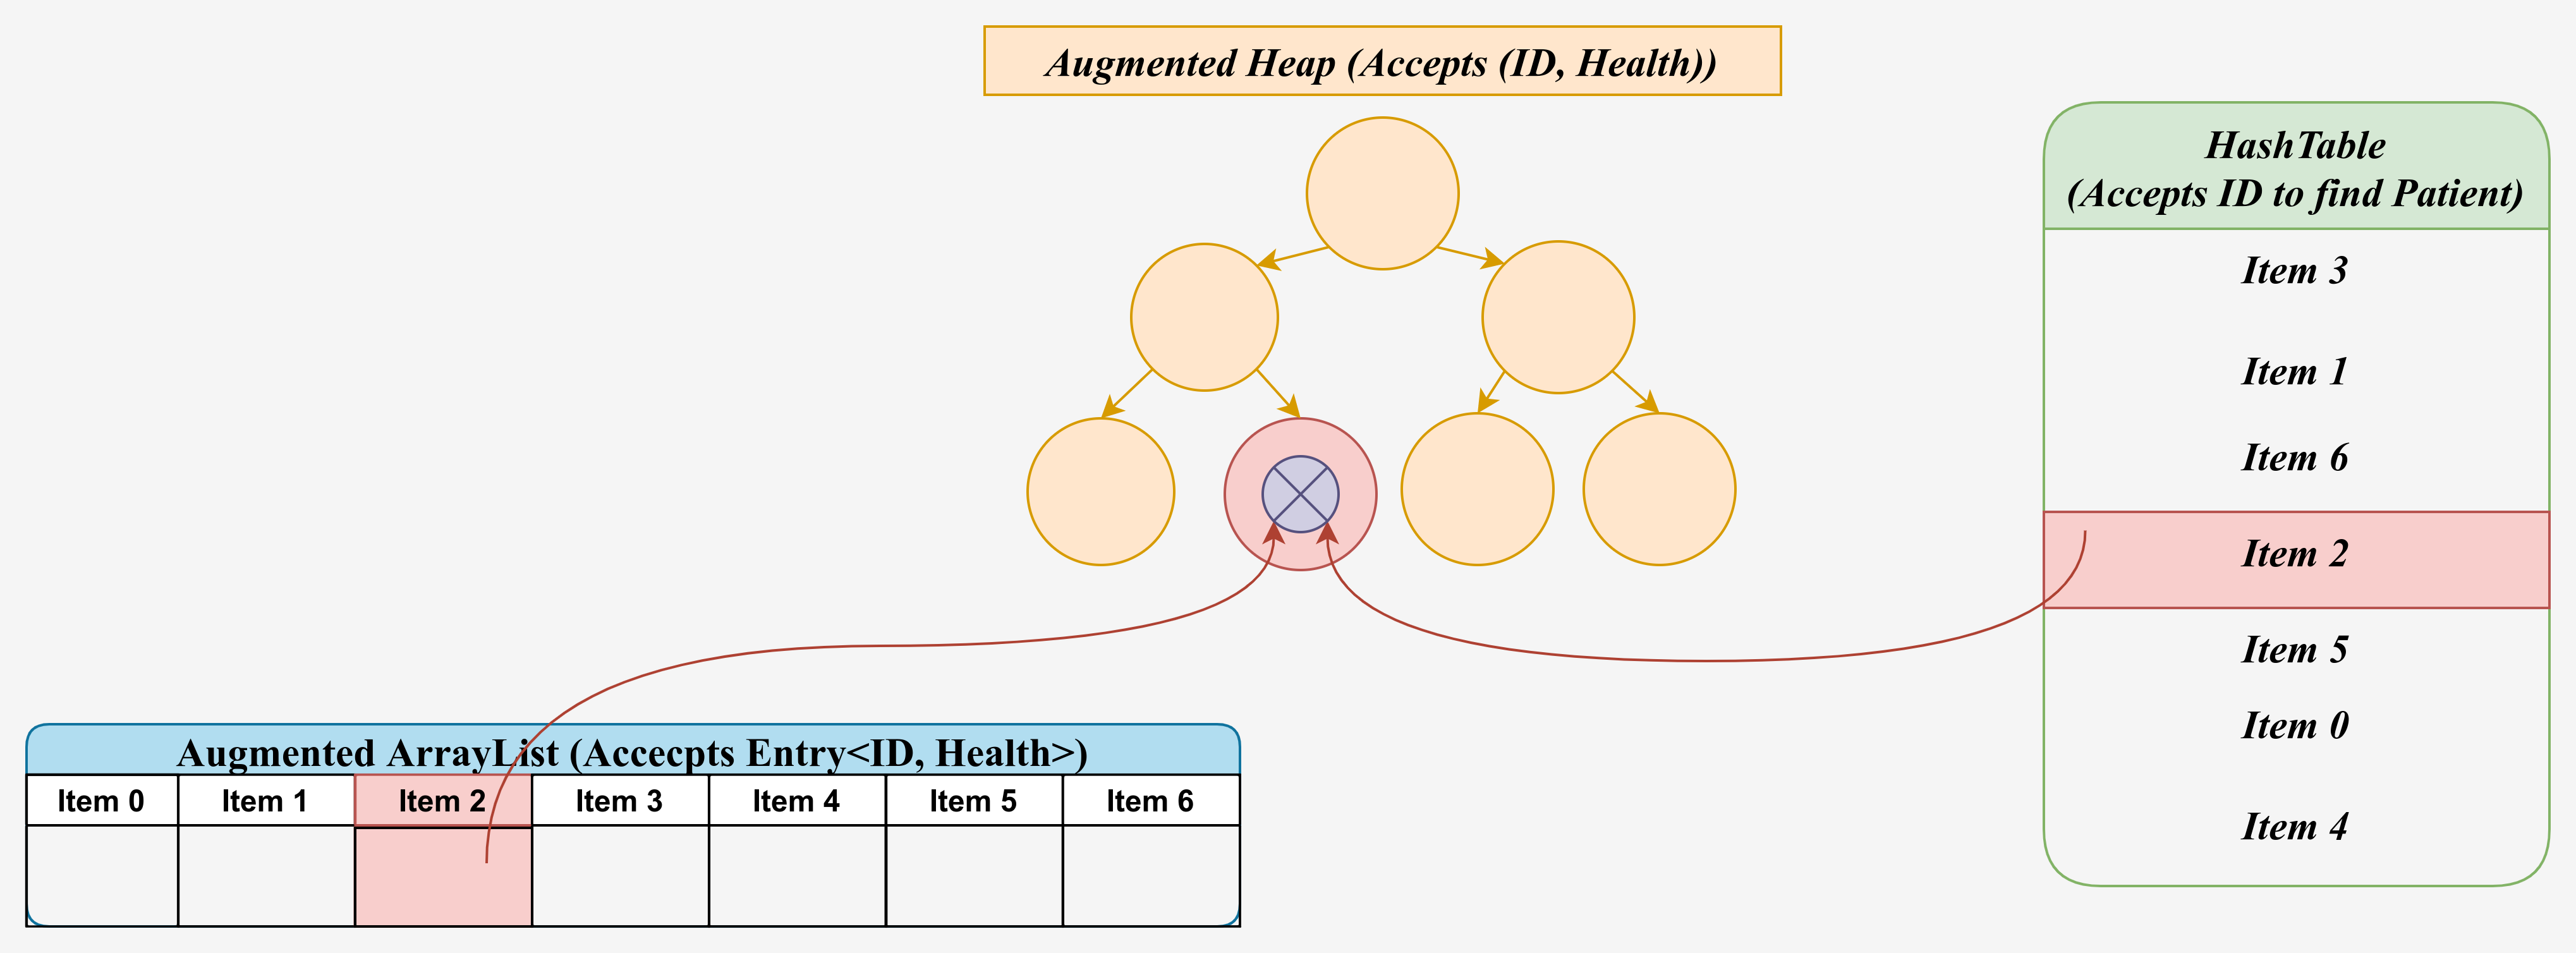 Augmented Heap (Accepts (ID, Health))
HashTable
(Accepts ID to find Patient)
Item 3
Item 1
Item 6
Item 2
Item 5
Item 0
Item 4
Augmented ArrayList (Accecpts Entry<ID, Health>)
Item 0 Item 1 Item 2 Item 3 Item 4 Item 5 Item 6